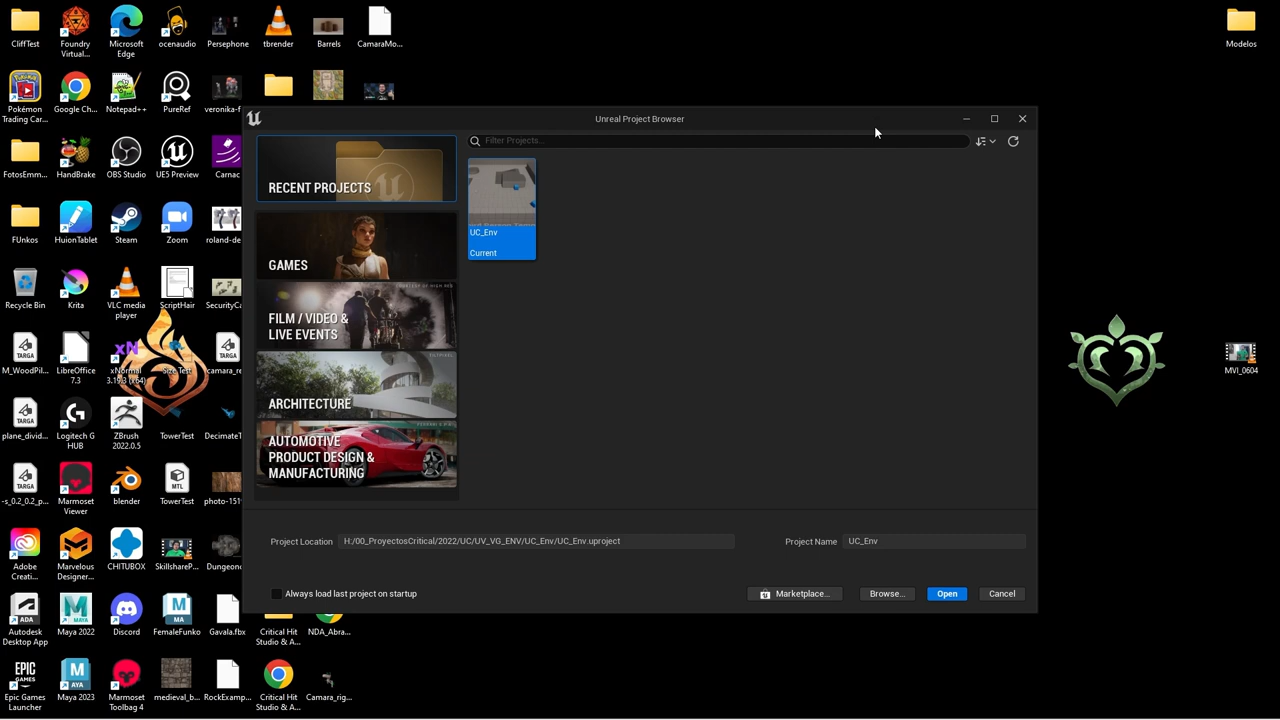 CliffTest
Foundry
Virtual...
Microsoft
Edge
ocenaudio
Persephone
tbrender
Barrels
CamaraMo...
Modelos
Pokémon
Trading Car...
Google Ch...
Notepad++
PureRef
veronika-f
FotosEmm...
HandBrake
OBS Studio
UE5 Preview
Carnac
FUnkos
HuionTablet
Steam
Zoom
roland-de
Recycle Bin
Krita
VLC media
player
ScriptHair
SecurityCa
M_WoodPil...
LibreOffice
7.3
xNormal
3.19.3 (x64)
Size Test
camara_re
plane_divid...
Logitech G
HUB
ZBrush
2022.0.5
TowerTest
DecimateT
-s_0.2_0.2_p...
Marmoset
Viewer
blender
TowerTest
photo-151
Adobe
Creati...
Marvelous
Designer...
CHITUBOX
SkillshareP...
Dungeon
Autodesk
Desktop App
Maya 2022
Discord
FemaleFunko
Gavala.fbx
Critical Hit
Studio & A...
NDA_Abra...
Epic Games
Launcher
Maya 2023
Marmoset
Toolbag 4
medieval_b...
RockExamp...
Critical Hit
Studio & A...
Camara_rig...
MVI_0604
Unreal Project Browser
Filter Projects...
RECENT PROJECTS
GAMES
FILM / VIDEO &
LIVE EVENTS
ARCHITECTURE
AUTOMOTIVE
PRODUCT DESIGN &
MANUFACTURING
UC_Env
Current
Project Location
H:/00_ProyectosCritical/2022/UC/UV_VG_ENV/UC_Env/UC_Env.uproject
Project Name
UC_Env
Always load last project on startup
Marketplace...
Browse...
Open
Cancel